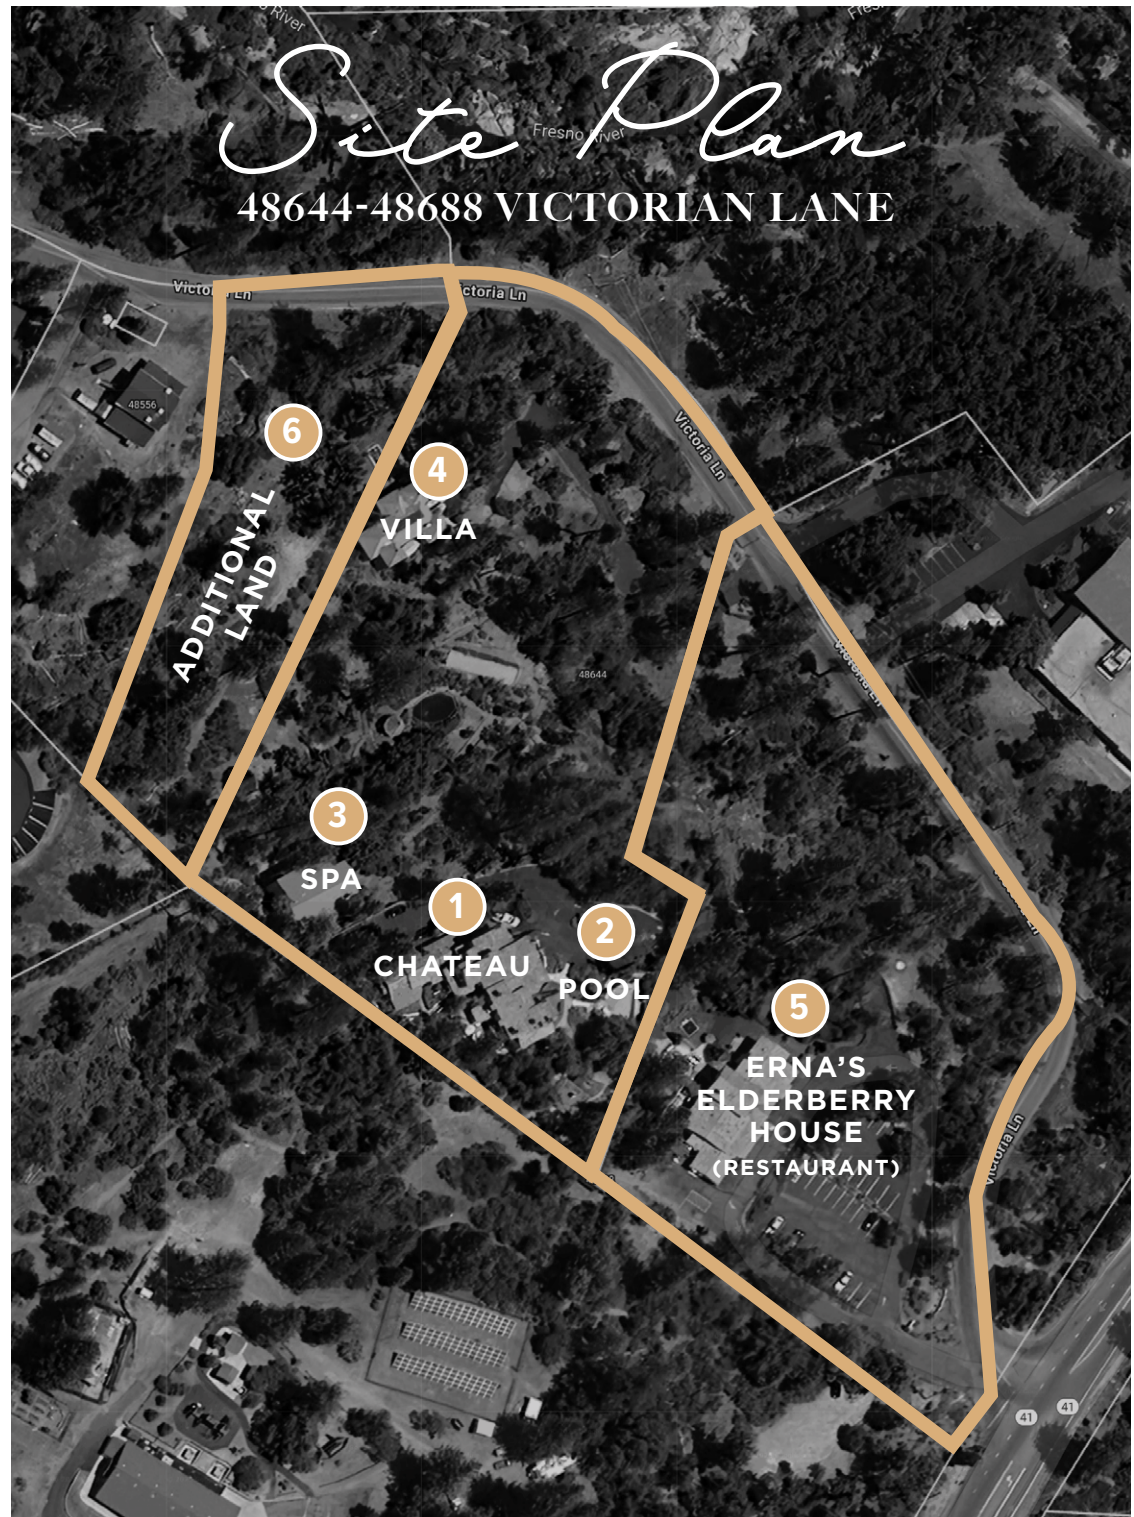 Site Plan
Fresno River
48644-48688 VICTORIAN LANE
Victoria Ln
Victoria Ln
48556
6
4
VILLA
ADDITIONAL
LAND
48644
3
SPA
1
CHATEAU
2
POOL
5
ERNA'S
ELDERBERRY
HOUSE
(RESTAURANT)
Victoria Ln
41
41